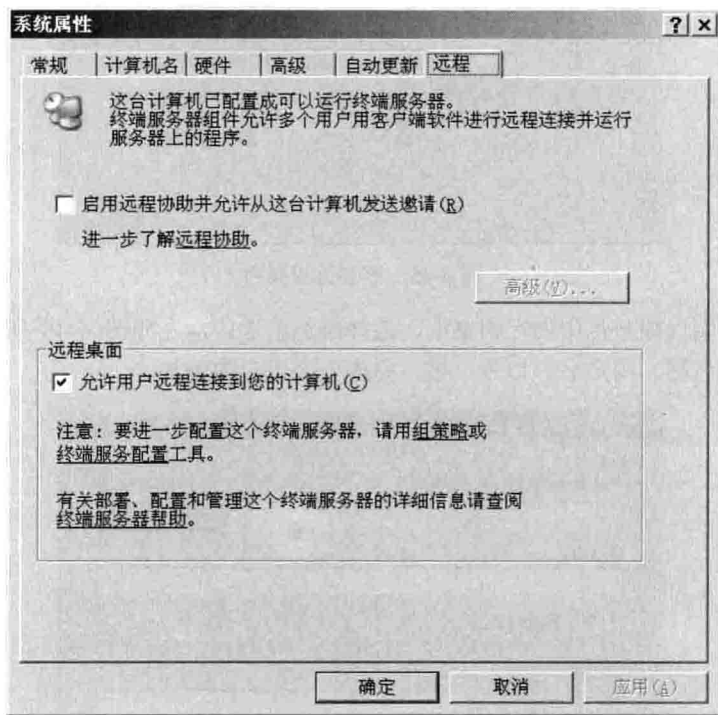 系统属性
常规
计算机名
硬件
高级
自动更新
远程
这台计算机已配置成可以运行终端服务器。
终端服务器组件允许多个用户用客户端软件进行远程连接并运行
服务器上的程序。
启用远程协助并允许从这台计算机发送邀请(R)
进一步了解远程协助。
高级(V)...
远程桌面
允许用户远程连接到您的计算机(C)
注意: 要进一步配置这个终端服务器, 请用组策略或
终端服务配置工具。
有关部署、配置和管理这个终端服务器的详细信息请查阅
终端服务器帮助。
确定
取消
应用(A)